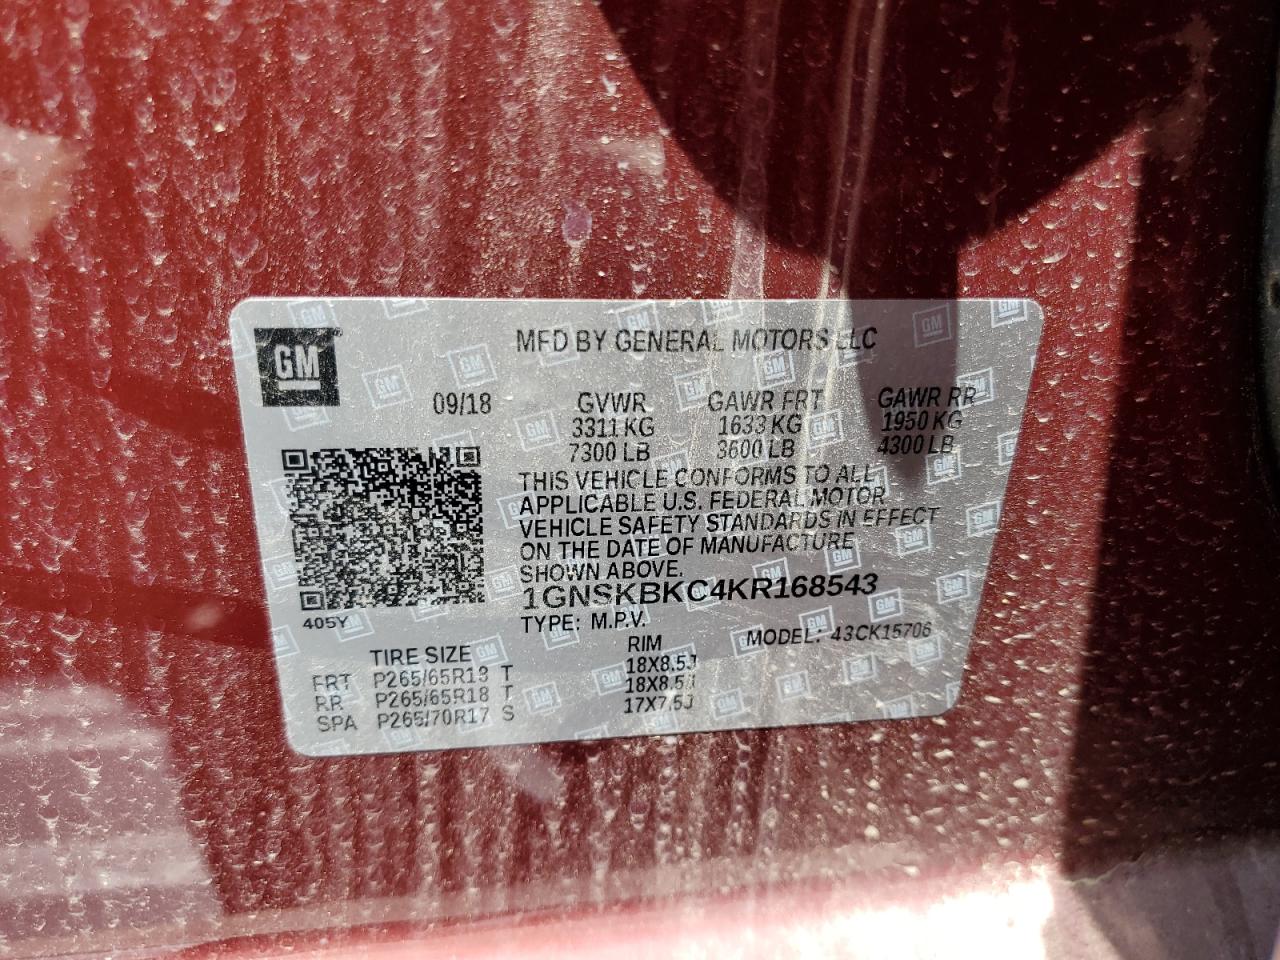 GM
MFD BY GENERAL MOTORS LLC
09/18 GVWR GAWR FRT GAWR RR
3311 KG 1633 KG 1950 KG
7300 LB 3600 LB 4300 LB
THIS VEHICLE CONFORMS TO ALL
APPLICABLE U.S. FEDERAL MOTOR
VEHICLE SAFETY STANDARDS IN EFFECT
ON THE DATE OF MANUFACTURE
SHOWN ABOVE.
1GNSKBKC4KR168543
405Y
TYPE: M.P.V. MODEL: 43CK15706
TIRE SIZE RIM
FRT P265/65R18 T 18X8.5J
RR P265/65R18 T 18X8.5J
SPA P265/70R17 S 17X7.5J